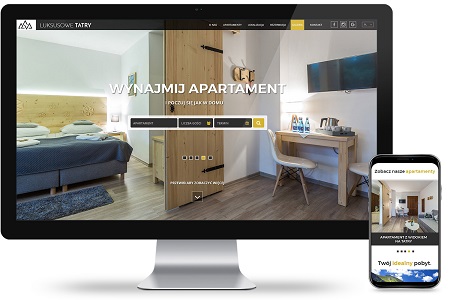 LUKSUSOWE TATRY
O NAS APARTAMENTY LOKALIZACJA REZERWACJA KONTAKT
WYNAJMIJ APARTAMENT
I POCZUJ SIĘ JAK W DOMU
APARTAMENT LICZBA GOŚCI TERMIN
PRZEWIŃ ABY ZOBACZYĆ WIĘCEJ
Zobacz nasze apartamenty
APARTAMENT Z WIDOKIEM
NA TATRY
Twój idealny pobyt.